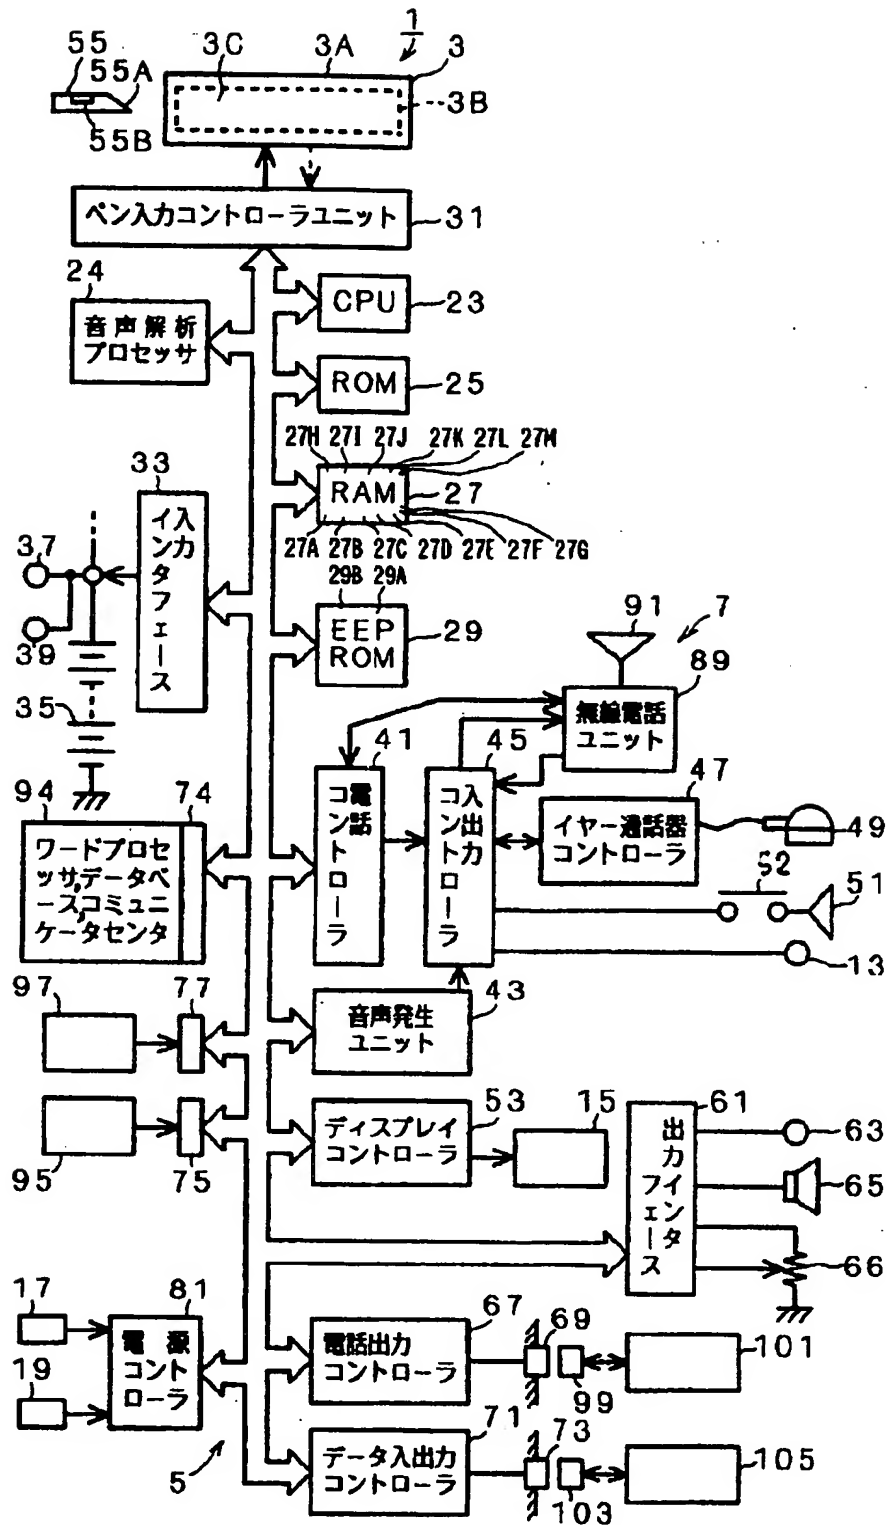 1
55
3C
3A
3
55A
3B
55B
ペン入力コントローラユニット
31
24
音声解析
プロセッサ
CPU
23
ROM
25
27H 27I 27J 27K 27L 27M
RAM
27
27A 27B 27C 27D 27E 27F 27G
33
入力
インタフェース
37
39
35
29B 29A
EEP
ROM
29
91
7
89
無線電話
ユニット
41
電話
コントローラ
45
入出力
コントローラ
47
イヤー通話器
コントローラ
49
94
74
ワードプロセ
ッサ,データベ
ース,コミュニ
ケータセンタ
52
51
13
97
77
43
音声発生
ユニット
95
75
53
ディスプレイ
コントローラ
15
61
出力インタ
フェース
63
65
66
17
81
19
電源
コント
ローラ
67
電話出力
コントローラ
69
99
101
5
71
データ入出力
コントローラ
73
103
105